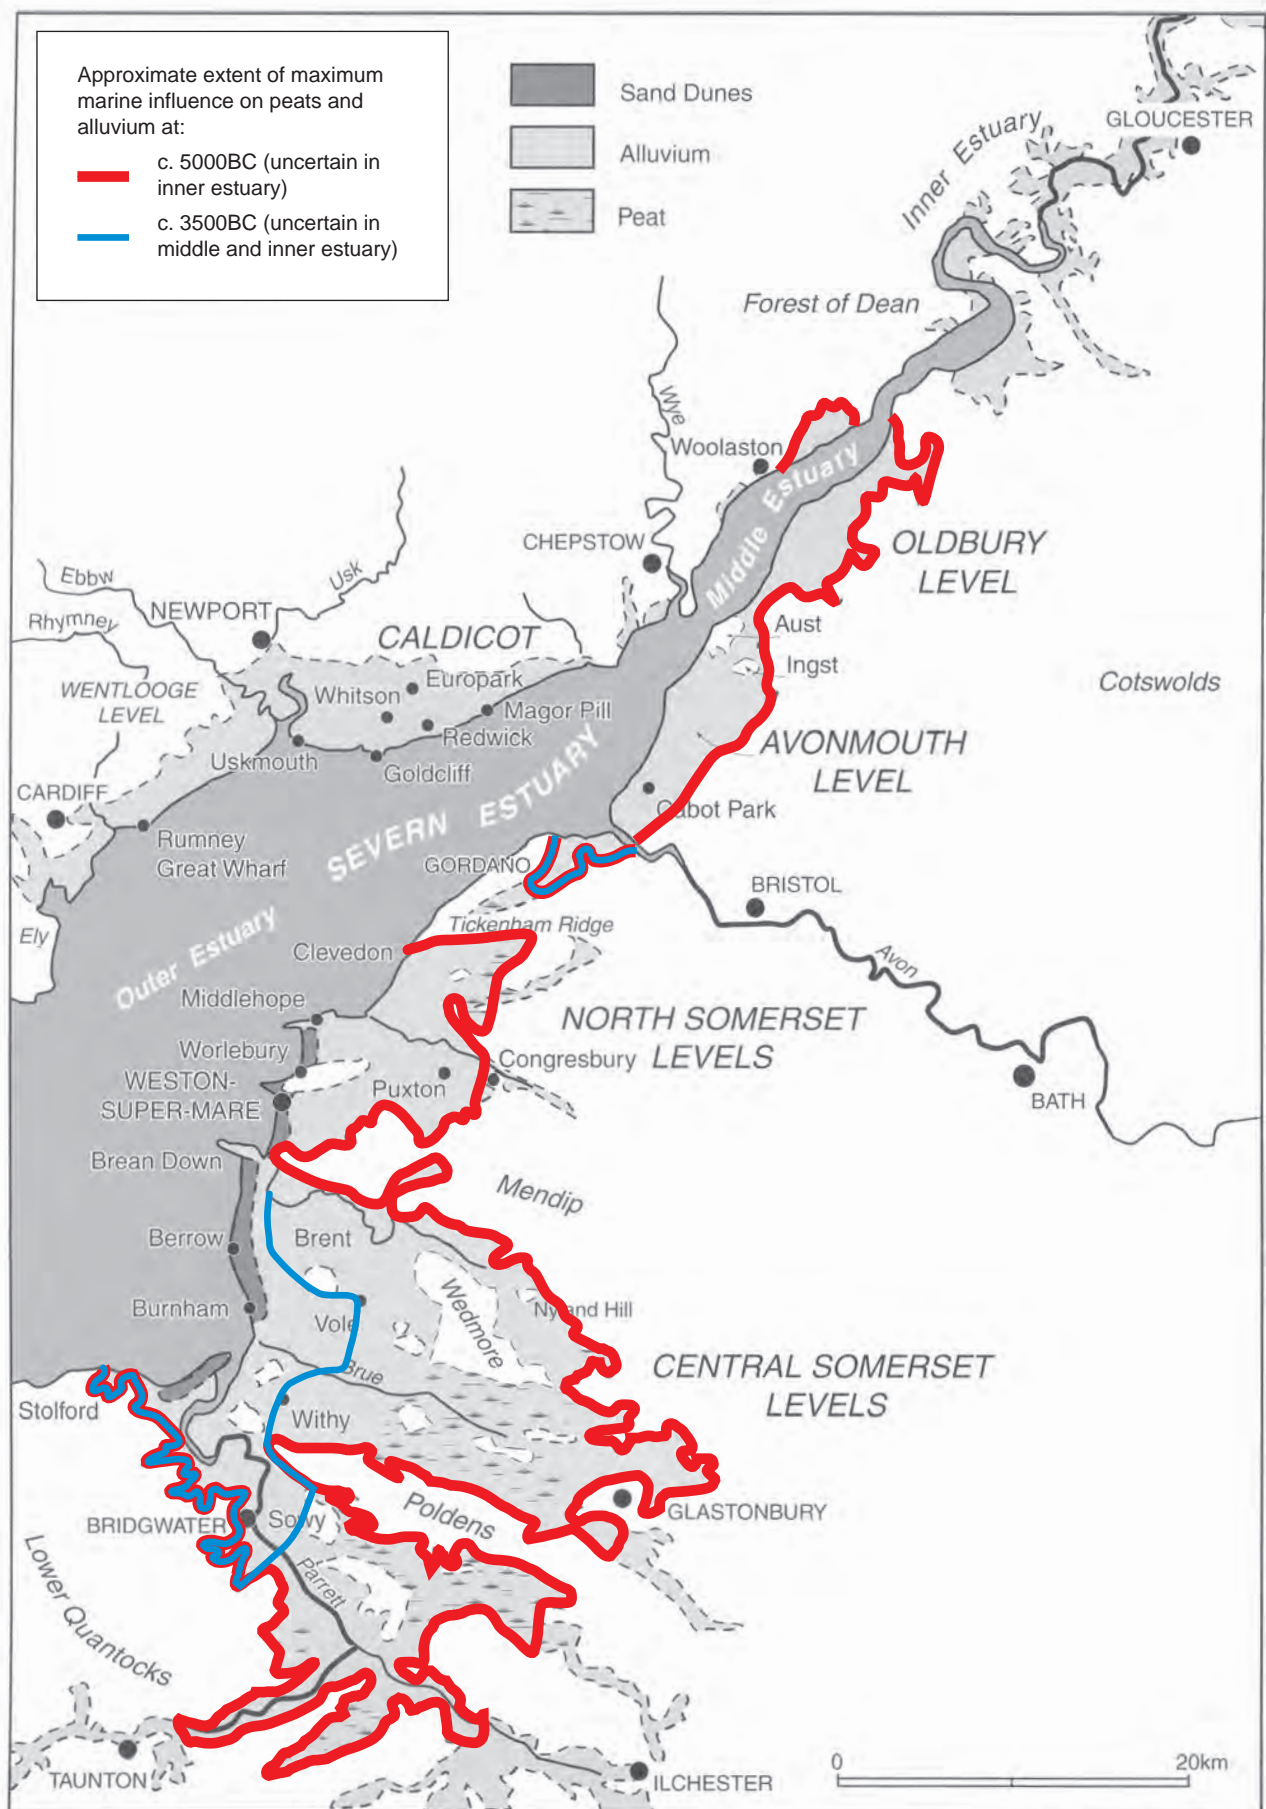 Approximate extent of maximum
marine influence on peats and
alluvium at:
c. 5000BC (uncertain in
inner estuary)
c. 3500BC (uncertain in
middle and inner estuary)
Sand Dunes
Alluvium
Peat
GLOUCESTER
Inner Estuary
Forest of Dean
Wye
Woolaston
Middle Estuary
CHEPSTOW
OLDBURY
LEVEL
Ebbw
Usk
Rhymney
NEWPORT
CALDICOT
Aust
Ingst
Cotswolds
WENTLOOGE
LEVEL
Europark
Whitson
Magor Pill
Redwick
Uskmouth
Goldcliff
AVONMOUTH
LEVEL
CARDIFF
Cabot Park
Rumney
Great Wharf
SEVERN ESTUARY
GORDANO
BRISTOL
Ely
Outer Estuary
Tickenham Ridge
Clevedon
Avon
Middlehope
NORTH SOMERSET
LEVELS
Worlebury
Congresbury
WESTON-
SUPER-MARE
Puxton
BATH
Brean Down
Mendip
Berrow
Brent
Burnham
Vole
Wedmore
Nyland Hill
Brue
CENTRAL SOMERSET
LEVELS
Stolford
Withy
Poldens
GLASTONBURY
BRIDGWATER
Sowy
Parrett
Lower Quantocks
TAUNTON
ILCHESTER
0
20km